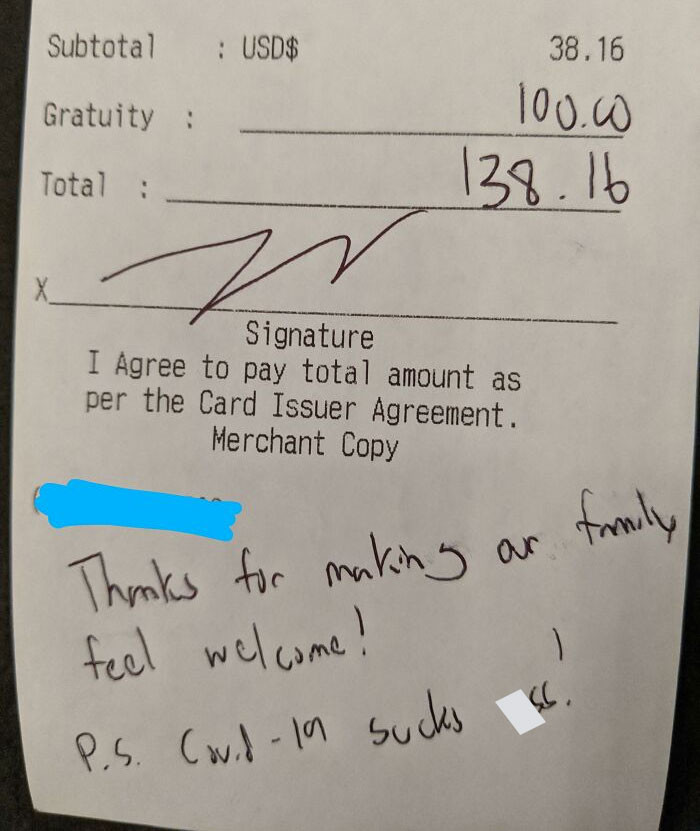 Subtotal : USD$ 38.16
Gratuity : 100.00
Total : 138.16
X
Signature
I Agree to pay total amount as
per the Card Issuer Agreement.
Merchant Copy
Thanks for making our family
feel welcome!
P.S. Covid-19 sucks ss!